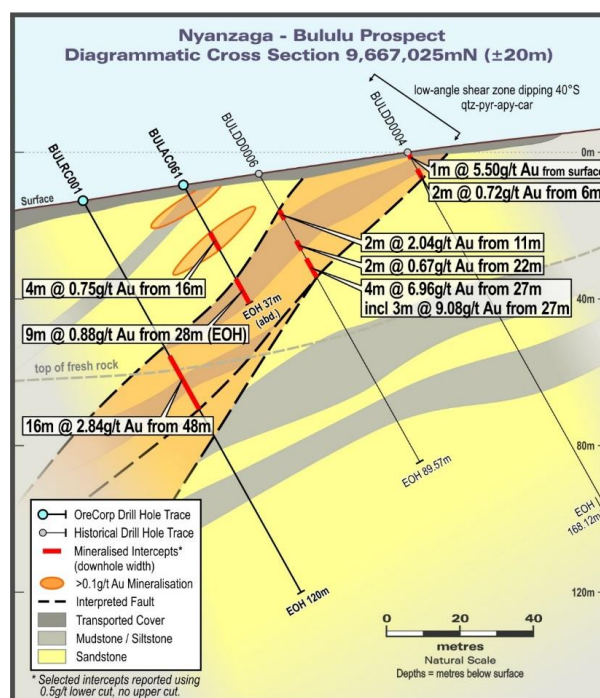 Nyanzaga - Bululu Prospect
Diagrammatic Cross Section 9,667,025mN (±20m)
low-angle shear zone dipping 40°S
qtz-pyr-apy-car
BULDD0004
BULDD0006
BULAC061
BULRC001
0m
Surface
1m @ 5.50g/t Au from surface
2m @ 0.72g/t Au from 6m
2m @ 2.04g/t Au from 11m
2m @ 0.67g/t Au from 22m
4m @ 6.96g/t Au from 27m
incl 3m @ 9.08g/t Au from 27m
4m @ 0.75g/t Au from 16m
EOH 37m
(abd.)
40m
9m @ 0.88g/t Au from 28m (EOH)
top of fresh rock
16m @ 2.84g/t Au from 48m
80m
EOH 89.57m
EOH
168.12m
OreCorp Drill Hole Trace
Historical Drill Hole Trace
Mineralised Intercepts*
(downhole width)
>0.1g/t Au Mineralisation
Interpreted Fault
Transported Cover
Mudstone / Siltstone
Sandstone
* Selected intercepts reported using
0.5g/t lower cut, no upper cut.
EOH 120m
120m
0 20 40
metres
Natural Scale
Depths = metres below surface